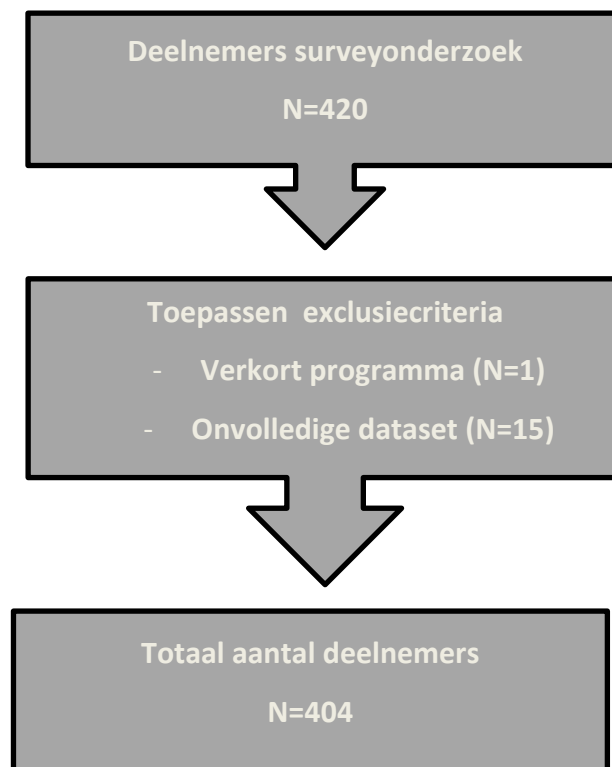 Deelnemers surveyonderzoek
N=420
Toepassen exclusiecriteria
- Verkort programma (N=1)
- Onvolledige dataset (N=15)
Totaal aantal deelnemers
N=404